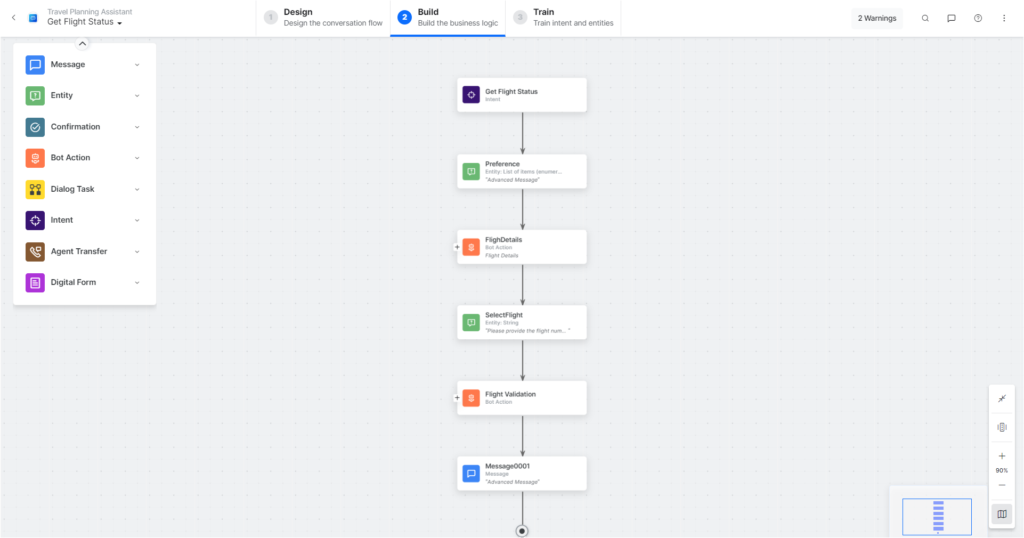 Travel Planning Assistant
Get Flight Status
1
Design
Design the conversation flow
2
Build
Build the business logic
3
Train
Train intent and entities
2 Warnings
Message
Entity
Confirmation
Bot Action
Dialog Task
Intent
Agent Transfer
Digital Form
Get Flight Status
Intent
Preference
Entity: List of Items (enumer...
"Advanced Message"
FlighDetails
Bot Action
Flight Details
SelectFlight
Entity: String
"Please provide the flight num... "
Flight Validation
Bot Action
Message0001
Message
"Advanced Message"
90%